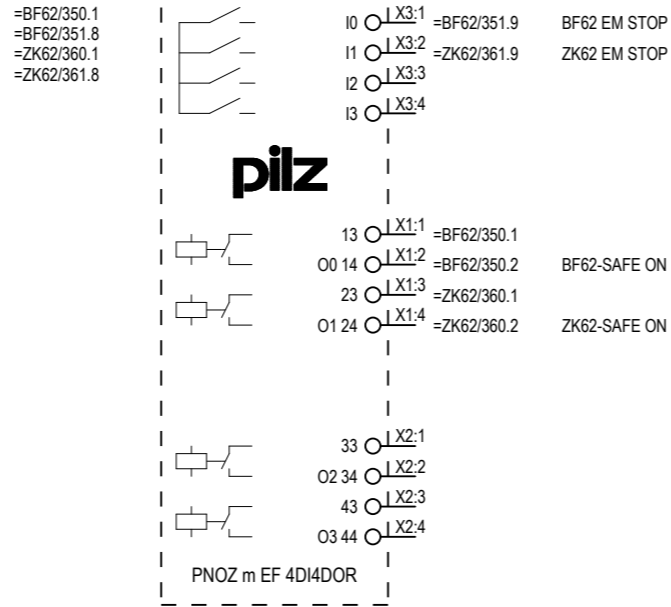 =BF62/350.1
=BF62/351.8
=ZK62/360.1
=ZK62/361.8
I0 X3:1 =BF62/351.9 BF62 EM STOP
I1 X3:2 =ZK62/361.9 ZK62 EM STOP
I2 X3:3
I3 X3:4
pilz
13 X1:1 =BF62/350.1
O0 14 X1:2 =BF62/350.2 BF62-SAFE ON
23 X1:3 =ZK62/360.1
O1 24 X1:4 =ZK62/360.2 ZK62-SAFE ON
33 X2:1
O2 34 X2:2
43 X2:3
O3 44 X2:4
PNOZ m EF 4DI4DOR